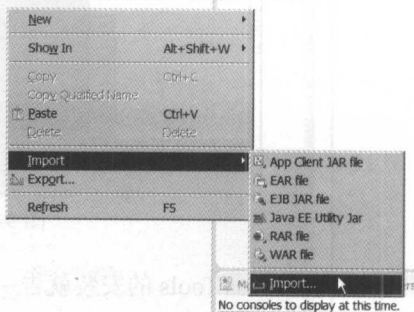 New
Show In Alt+Shift+W
Copy Ctrl+C
Copy Qualified Name
Paste Ctrl+V
Delete Delete
Import
Export...
Refresh F5
App Client JAR file
EAR file
EJB JAR file
Java EE Utility Jar
RAR file
WAR file
Import...
No consoles to display at this time.